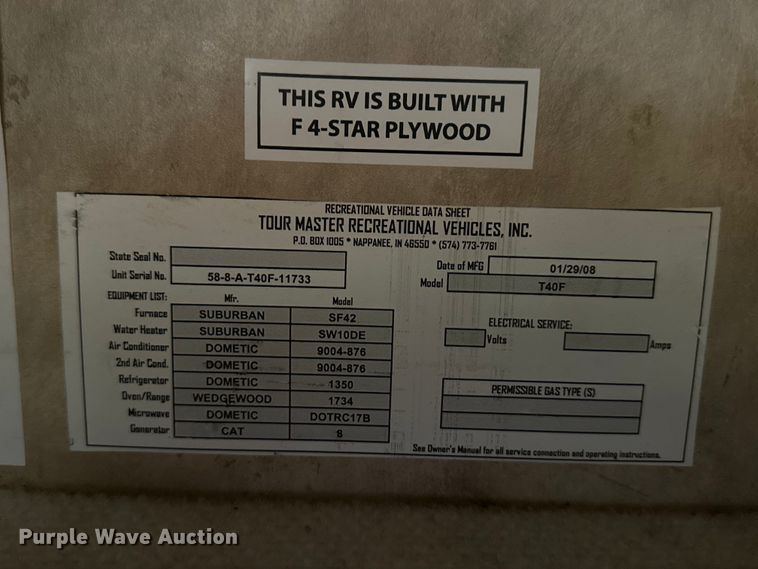 THIS RV IS BUILT WITH
F 4-STAR PLYWOOD
RECREATIONAL VEHICLE DATA SHEET
TOUR MASTER RECREATIONAL VEHICLES, INC.
P.O. BOX 1005 * NAPPANEE, IN 46550 * (574) 773-7761
State Seal No.
Unit Serial No. 58-8-A-T40F-11733
Date of MFG 01/29/08
Model T40F
EQUIPMENT LIST: Mfr. Model
Furnace SUBURBAN SF42
Water Heater SUBURBAN SW10DE
Air Conditioner DOMETIC 9004-876
2nd Air Cond. DOMETIC 9004-876
Refrigerator DOMETIC 1350
Oven/Range WEDGEWOOD 1734
Microwave DOMETIC DOTRC17B
Generator CAT 8
ELECTRICAL SERVICE:
Volts Amps
PERMISSIBLE GAS TYPE (S)
See Owner's Manual for all service connection and operating instructions.
Purple Wave Auction